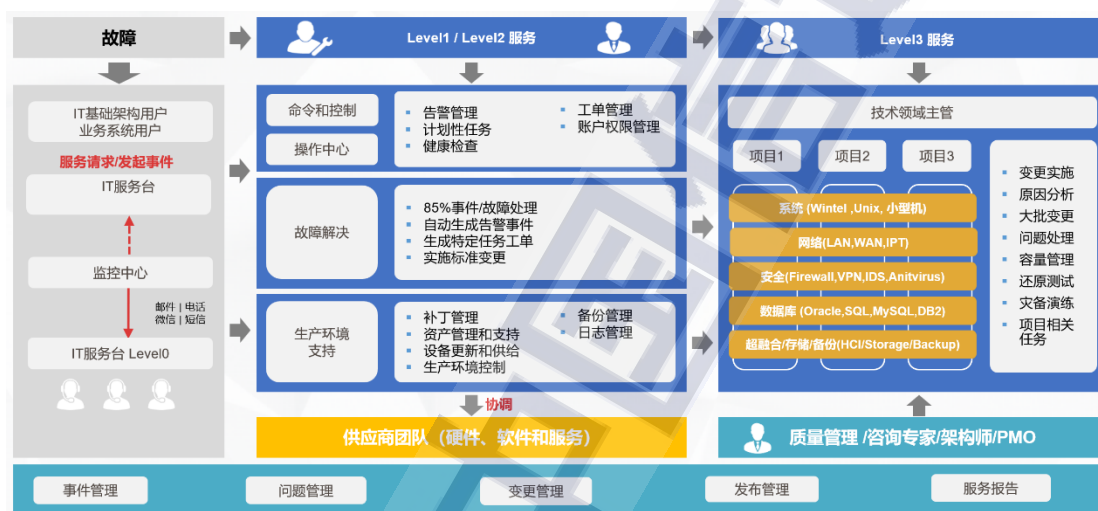 故障
Level1 / Level2 服务
Level3 服务
IT基础架构用户
业务系统用户
服务请求/发起事件
IT服务台
监控中心
邮件 | 电话
微信 | 短信
IT服务台 Level0
命令和控制
操作中心
告警管理
计划性任务
健康检查
工单管理
账户权限管理
故障解决
85%事件/故障处理
自动生成告警事件
生成特定任务工单
实施标准变更
生产环境
支持
补丁管理
资产管理和支持
设备更新和供给
生产环境控制
备份管理
日志管理
协调
供应商团队（硬件、软件和服务）
技术领域主管
项目1
项目2
项目3
系统 (Wintel ,Unix, 小型机)
网络(LAN,WAN,IPT)
安全(Firewall,VPN,IDS,Anitvirus)
数据库 (Oracle,SQL,MySQL,DB2)
超融合/存储/备份(HCI/Storage/Backup)
变更实施
原因分析
大批变更
问题处理
容量管理
还原测试
灾备演练
项目相关
任务
质量管理 /咨询专家/架构师/PMO
事件管理
问题管理
变更管理
发布管理
服务报告